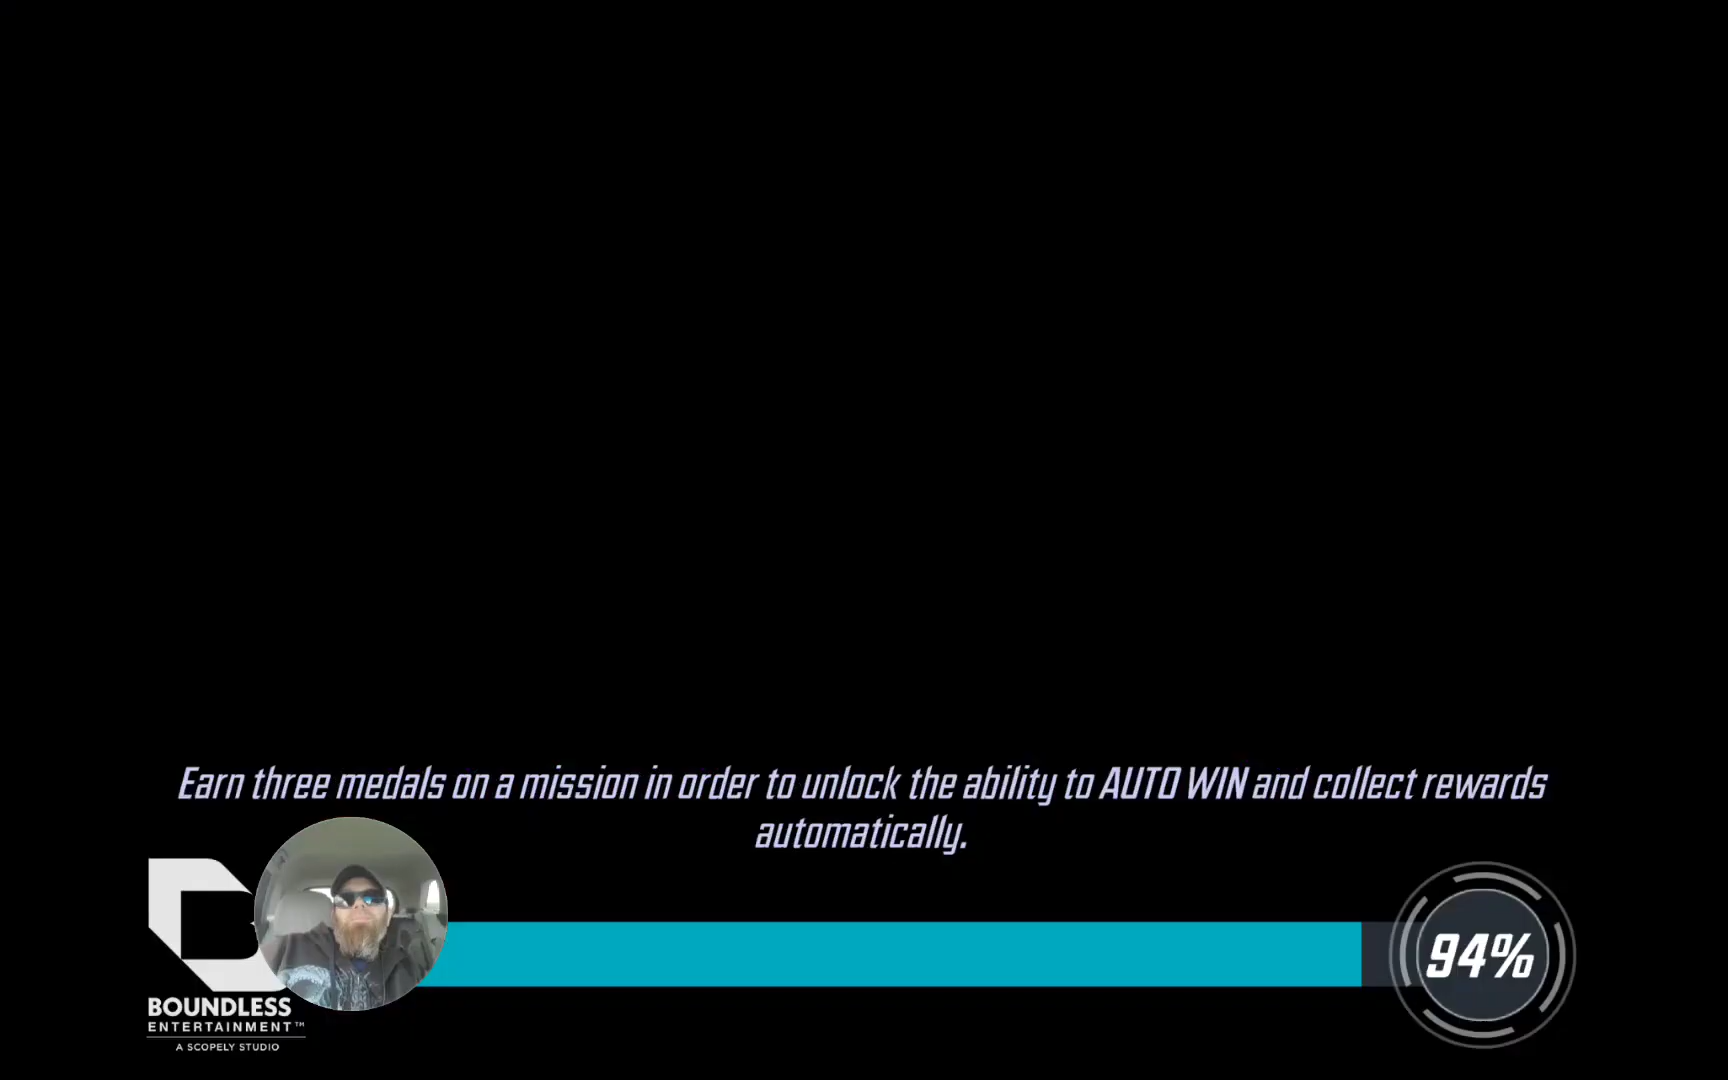 Earn three medals on a mission in order to unlock the ability to AUTO WIN and collect rewards
automatically.
94%
BOUNDLESS
ENTERTAINMENT™
A SCOPELY STUDIO